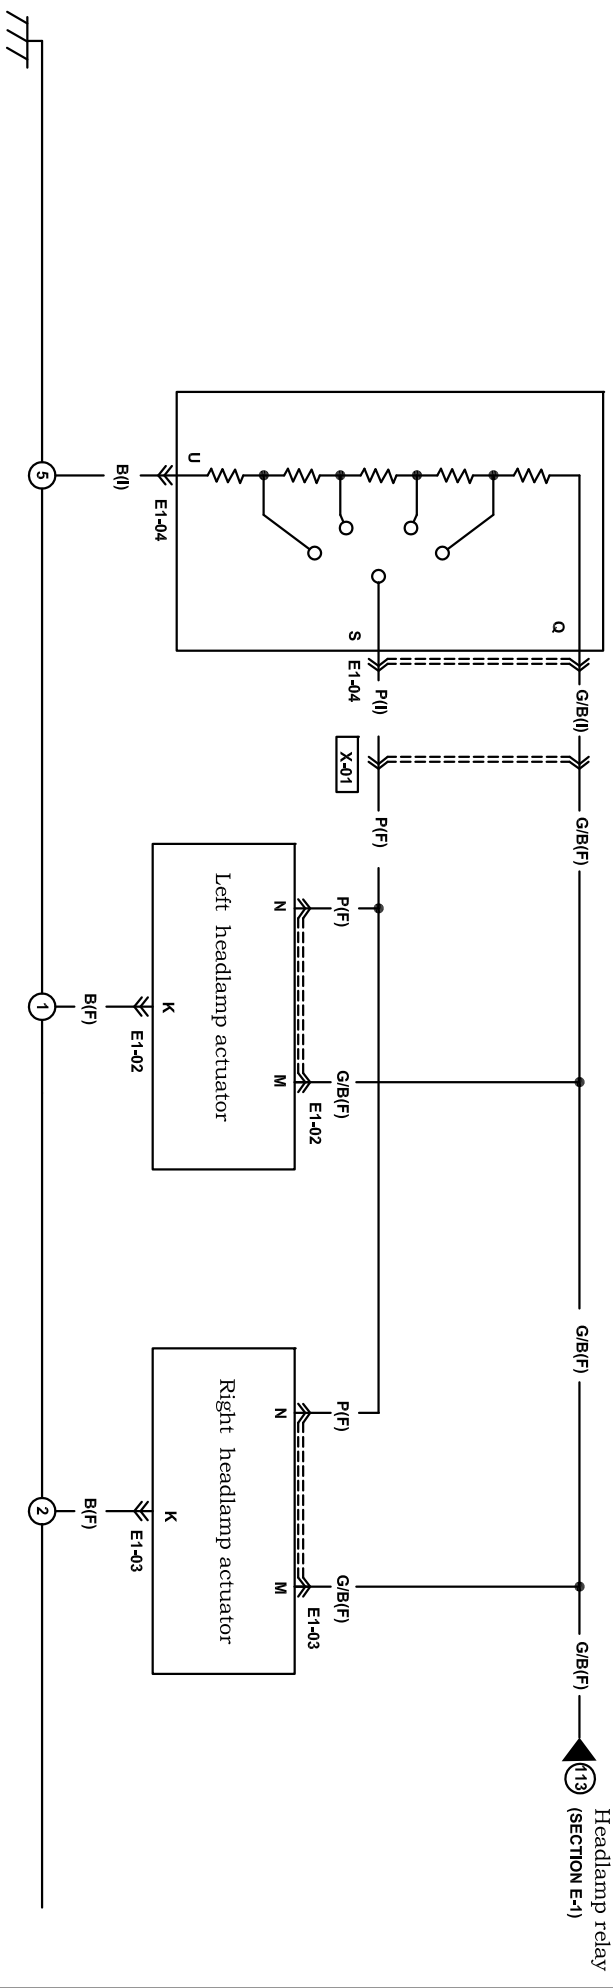 Headlamp relay
(SECTION E-1)
113
G/B(F)
G/B(F)
G/B(F)
G/B(I)
Q
U
S
E1-04
P(I)
X-01
P(F)
E1-04
B(I)
5
P(F)
N
Left headlamp actuator
M
G/B(F)
E1-02
K
E1-02
B(F)
1
P(F)
N
Right headlamp actuator
M
G/B(F)
E1-03
K
E1-03
B(F)
2